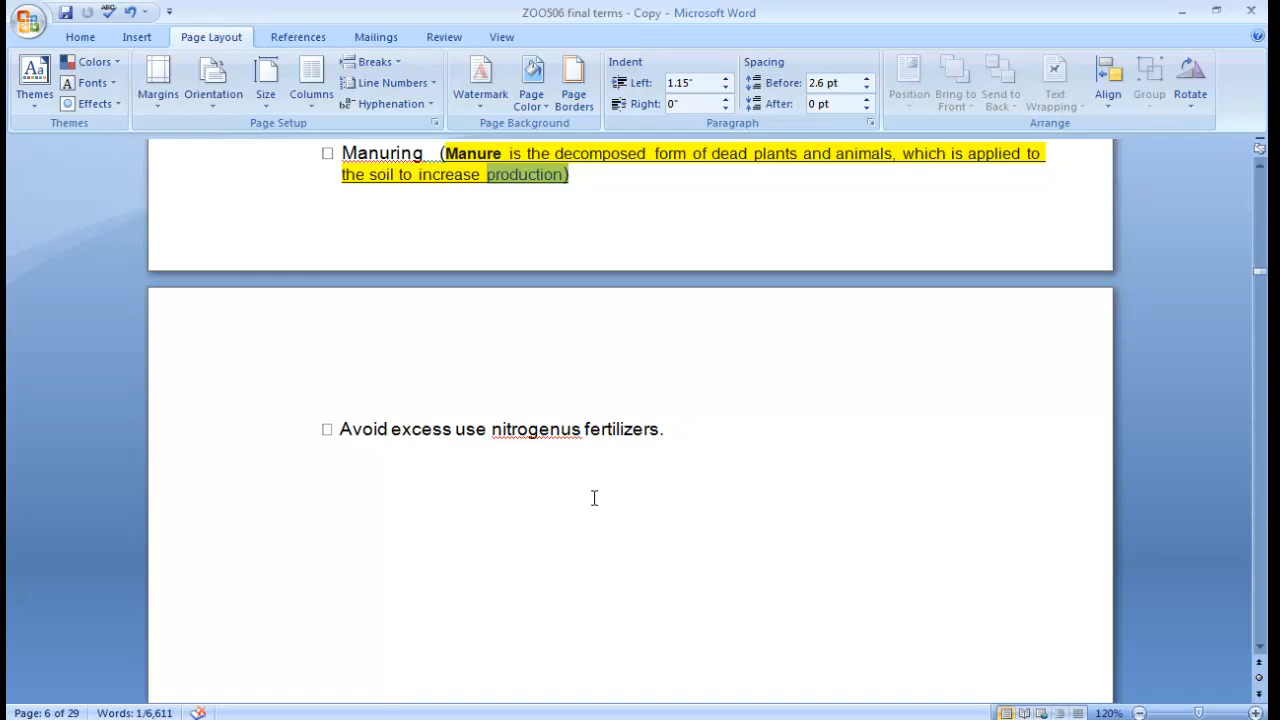 ZOO506 final terms - Copy - Microsoft Word
Home Insert Page Layout References Mailings Review View
Colors Breaks Indent Spacing
Aa Fonts Line Numbers Left: 1.15" Before: 2.6 pt
Themes Margins Orientation Size Columns Watermark Page Color Page Borders Position Bring to Front Send to Back Text Wrapping Align Group Rotate
Effects Hyphenation Right: 0" After: 0 pt
Themes Page Setup Page Background Paragraph Arrange
Manuring (Manure is the decomposed form of dead plants and animals, which is applied to
the soil to increase production)
Avoid excess use nitrogenus fertilizers.
Page: 6 of 29 Words: 1/6,611 120%